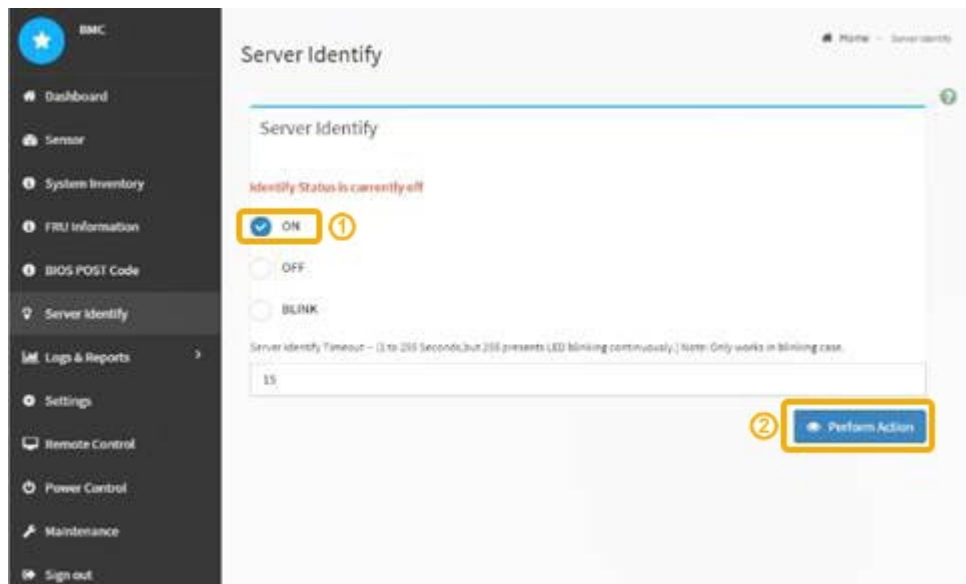 BMC
Home - Server Identify
Server Identify
Dashboard
Sensor
System Inventory
FRU Information
BIOS POST Code
Server Identify
Logs & Reports
Settings
Remote Control
Power Control
Maintenance
Sign out
Server Identify
Identify Status is currently off
ON
1
OFF
BLINK
Server Identify Timeout -- (1 to 255 Seconds,but 255 presents LED blinking continuously.) Note: Only works in blinking case.
15
2
Perform Action